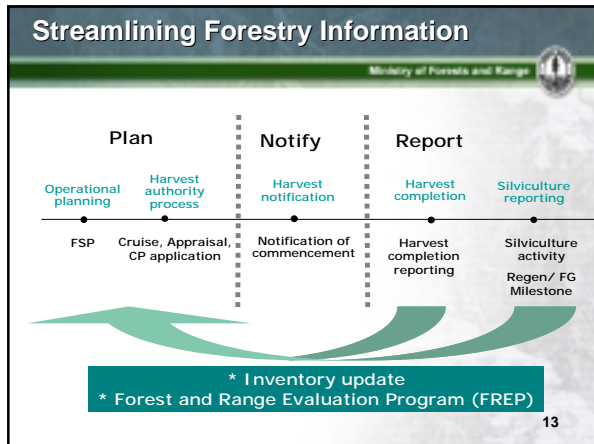 Streamlining Forestry Information
Ministry of Forests and Range
Plan
Notify
Report
Operational
planning
Harvest
authority
process
Harvest
notification
Harvest
completion
Silviculture
reporting
FSP
Cruise, Appraisal,
CP application
Notification of
commencement
Harvest
completion
reporting
Silviculture
activity
Regen/ FG
Milestone
* Inventory update
* Forest and Range Evaluation Program (FREP)
13